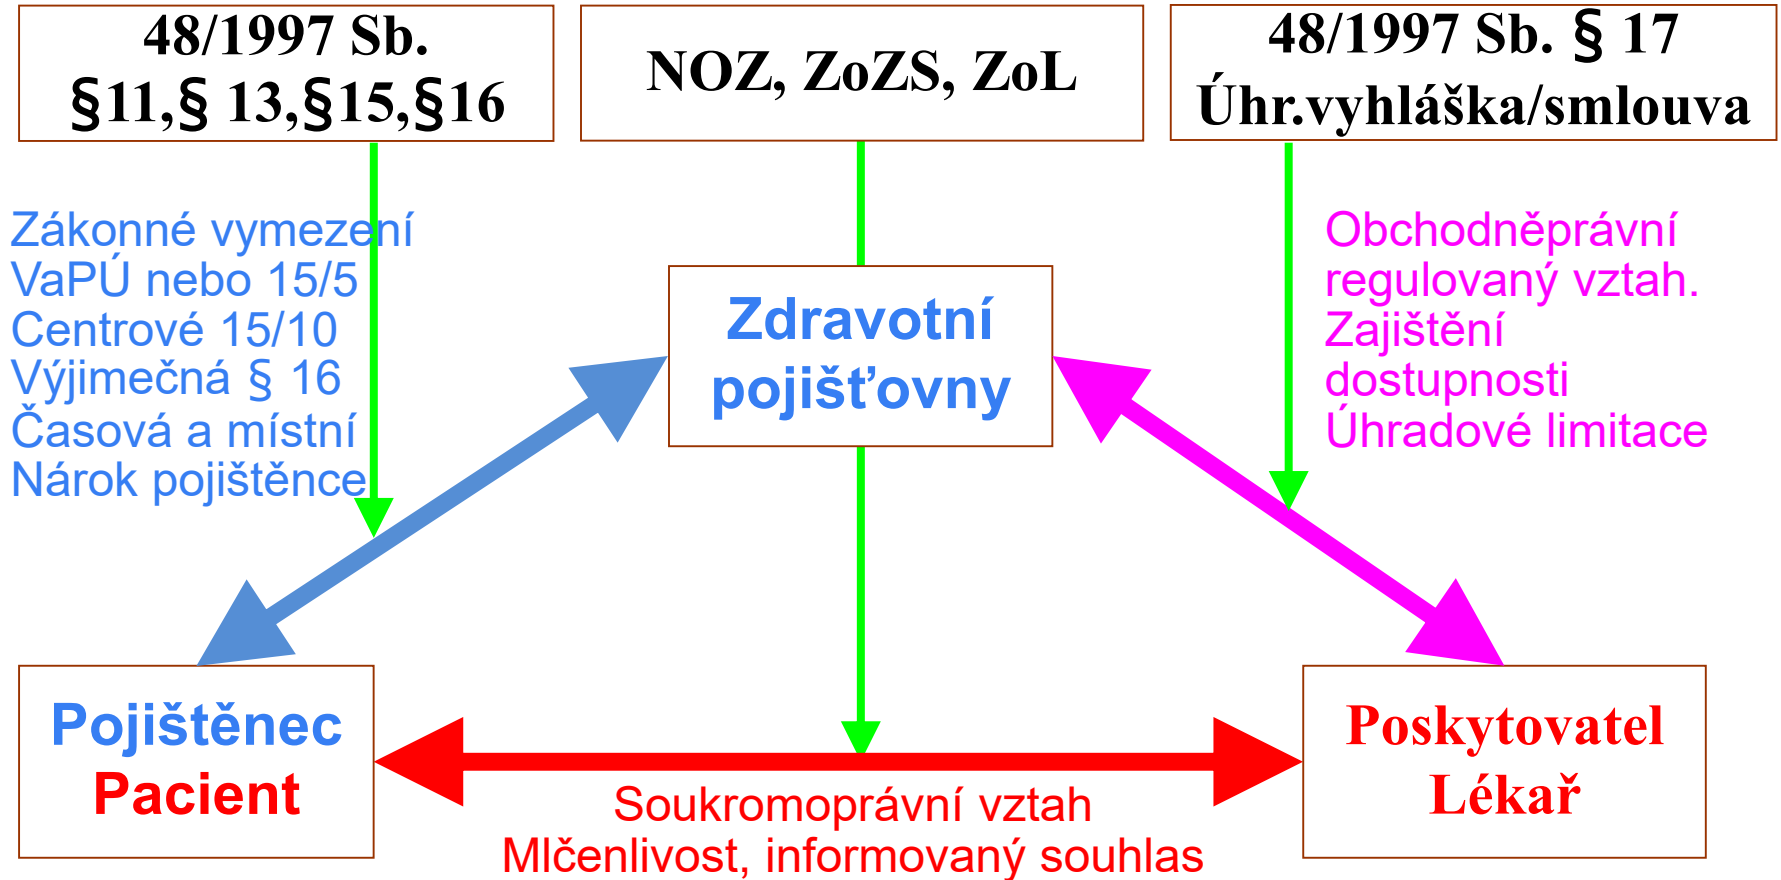 48/1997 Sb.
§11,§ 13,§15,§16
NOZ, ZoZS, ZoL
48/1997 Sb. § 17
Úhr.vyhláška/smlouva
Zákonné vymezení
VaPÚ nebo 15/5
Centrové 15/10
Výjimečná § 16
Časová a místní
Nárok pojištěnce
Zdravotní
pojišťovny
Obchodněprávní
regulovaný vztah.
Zajištění
dostupnosti
Úhradové limitace
Pojištěnec
Pacient
Soukromoprávní vztah
Mlčenlivost, informovaný souhlas
Poskytovatel
Lékař